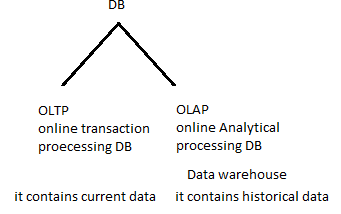 DB
OLTP
online transaction
proecessing DB
OLAP
online Analytical
processing DB
Data warehouse
it contains current data
it contains historical data